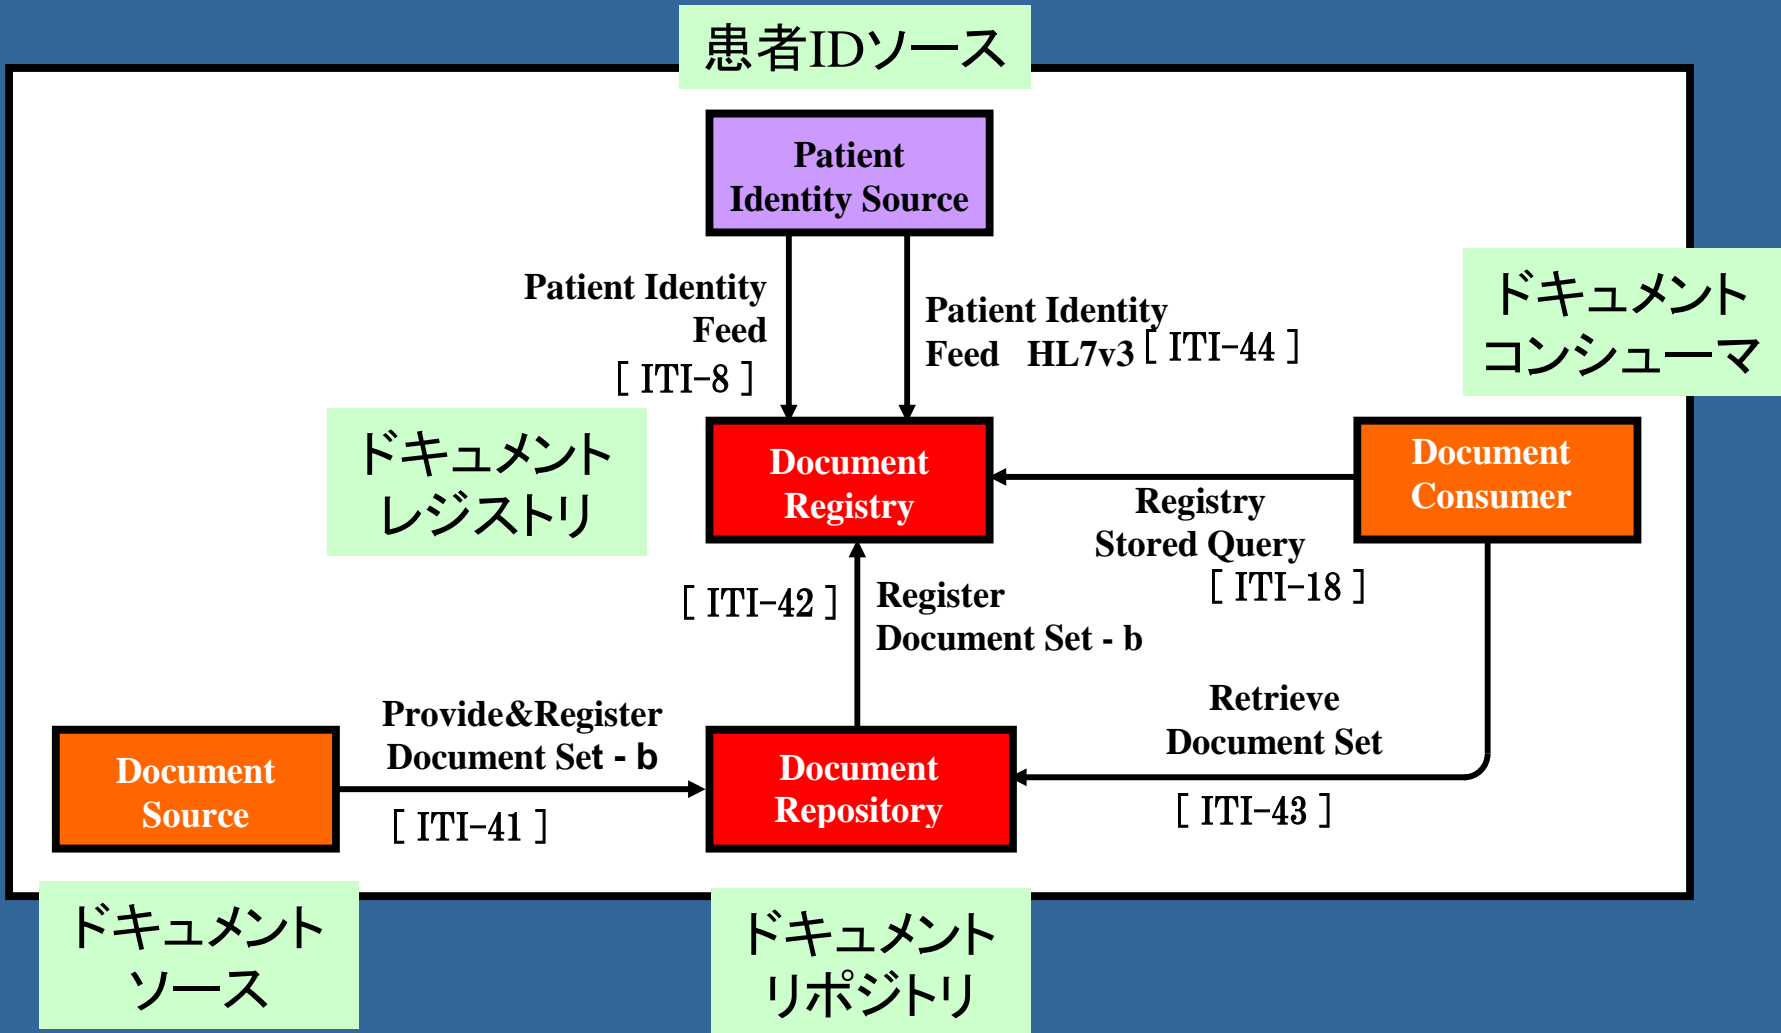 患者IDソース
Patient
Identity Source
Patient Identity
Feed
[ ITI-8 ]
Patient Identity
Feed HL7v3 [ ITI-44 ]
ドキュメント
コンシューマ
ドキュメント
レジストリ
Document
Registry
Document
Consumer
Registry
Stored Query
[ ITI-18 ]
[ ITI-42 ]
Register
Document Set - b
Provide&Register
Document Set - b
[ ITI-41 ]
Retrieve
Document Set
[ ITI-43 ]
Document
Source
Document
Repository
ドキュメント
ソース
ドキュメント
リポジトリ